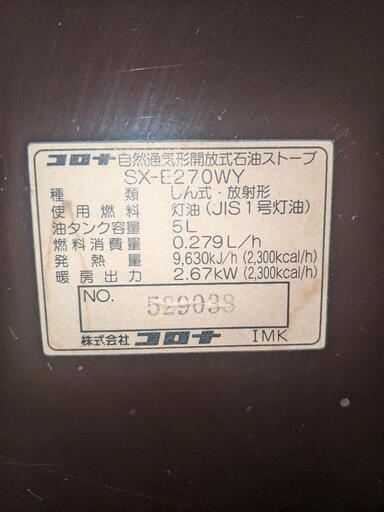 コロナ自然通気形開放式石油ストーブ
SX-E270WY
種類 しん式・放射形
使用燃料 灯油(JIS1号灯油)
油タンク容量 5L
燃料消費量 0.279L/h
発熱量 9,630kJ/h(2,300kcal/h)
暖房出力 2.67kW(2,300kcal/h)
NO. 529038
株式会社コロナ IMK